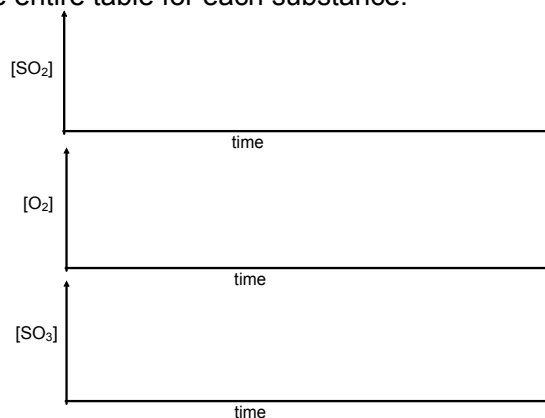 entire table for each substance.
[SO₂]
time
[O₂]
time
[SO₃]
time